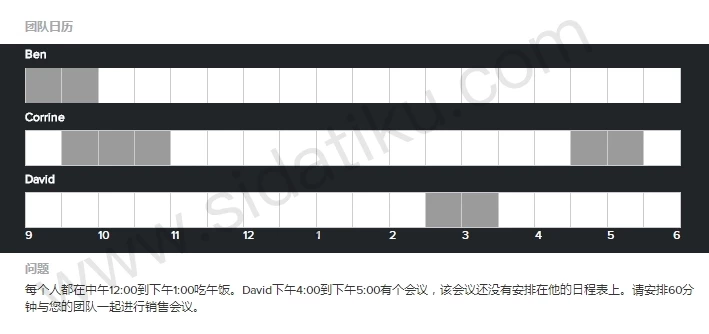 团队日历
Ben
Corrine
David
9 10 11 12 1 2 3 4 5 6
问题
每个人都在中午12:00到下午1:00吃午饭。David下午4:00到下午5:00有个会议，该会议还没有安排在他的日程表上。请安排60分
钟与您的团队一起进行销售会议。
www.sidatiku.com